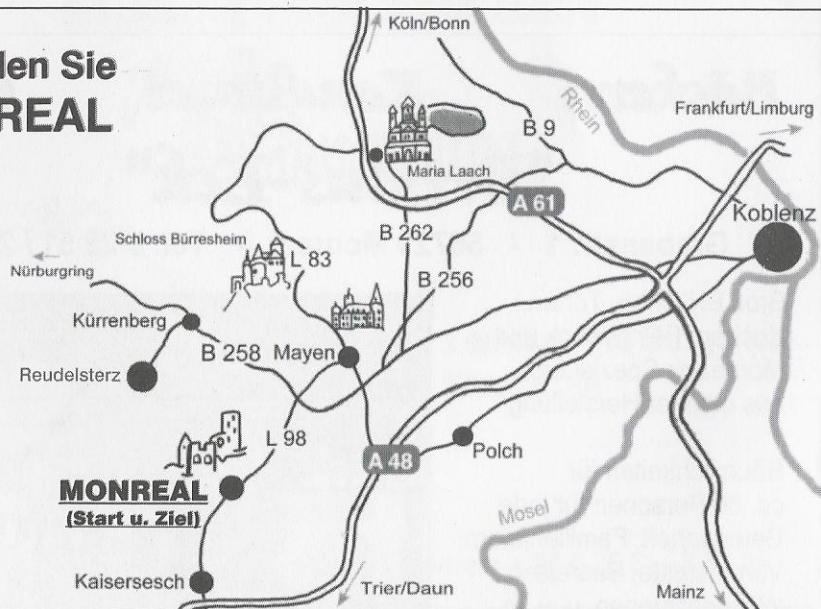 den Sie
REAL
Köln/Bonn
Rhein
B 9
Frankfurt/Limburg
Maria Laach
A 61
Koblenz
B 262
Schloss Bürresheim
L 83
Nürburgring
B 256
Kürrenberg
B 258
Mayen
Reudelsterz
L 98
Polch
A 48
MONREAL
(Start u. Ziel)
Mosel
Kaisersesch
Trier/Daun
Mainz